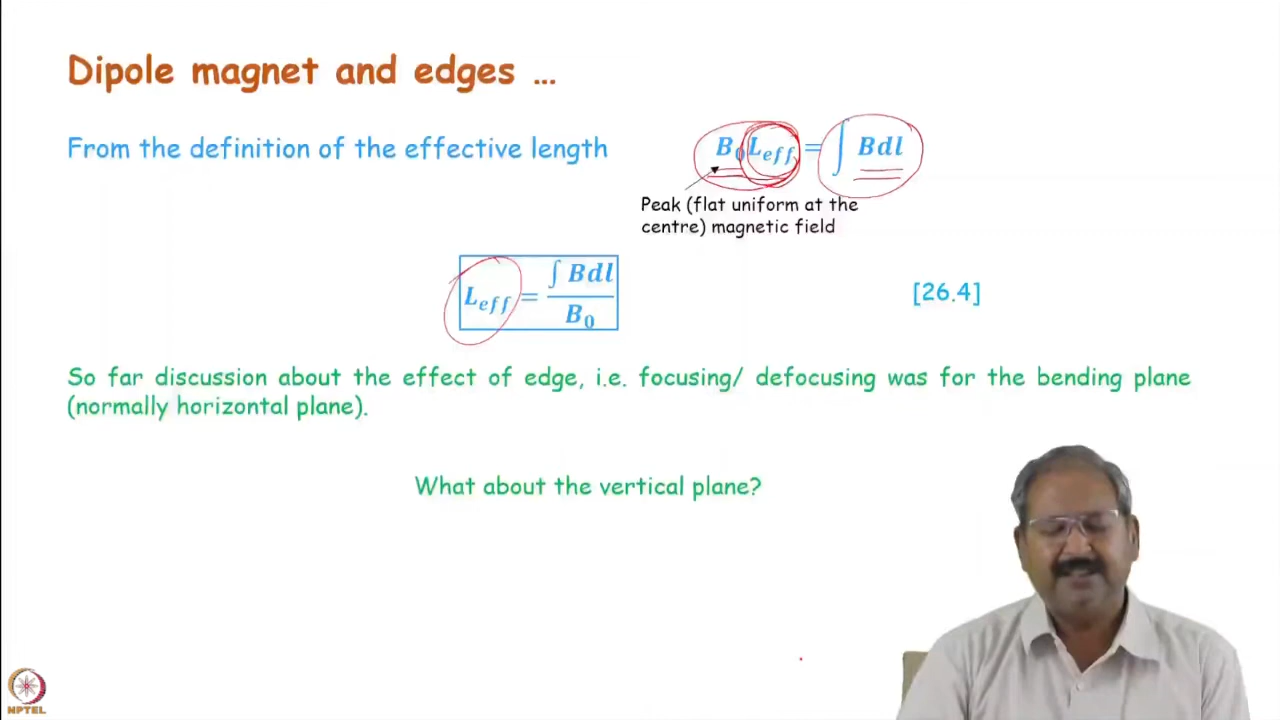 Dipole magnet and edges ...
From the definition of the effective length
B₀L_eff = ∫ Bdl
Peak (flat uniform at the
centre) magnetic field
L_eff = ∫ Bdl / B₀
[26.4]
So far discussion about the effect of edge, i.e. focusing/ defocusing was for the bending plane
(normally horizontal plane).
What about the vertical plane?
NPTEL